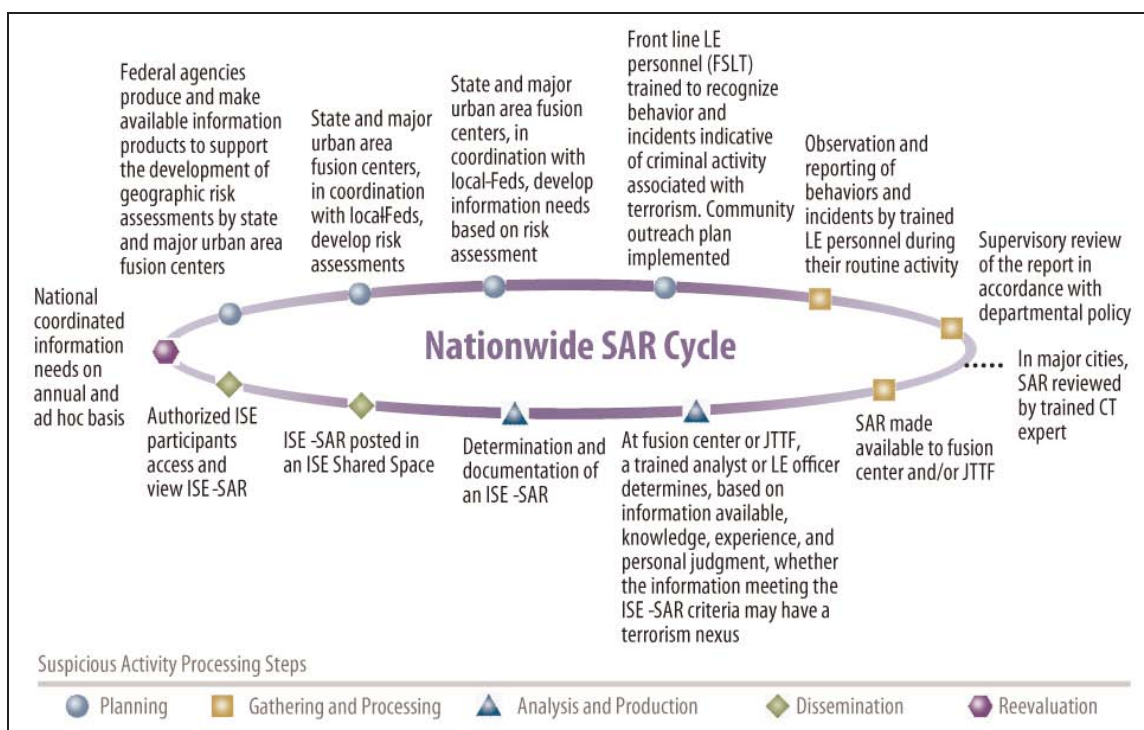 Federal agencies
produce and make
available information
products to support
the development of
geographic risk
assessments by state
and major urban area
fusion centers
State and major
urban area
fusion centers,
in coordination
with local-Feds,
develop risk
assessments
State and major
urban area fusion
centers, in
coordination with
local-Feds, develop
information needs
based on risk
assessment
Front line LE
personnel (FSLT)
trained to recognize
behavior and
incidents indicative
of criminal activity
associated with
terrorism. Community
outreach plan
implemented
Observation and
reporting of
behaviors and
incidents by trained
LE personnel during
their routine activity
Supervisory review
of the report in
accordance with
departmental policy
In major cities,
SAR reviewed
by trained CT
expert
National
coordinated
information
needs on
annual and
ad hoc basis
Nationwide SAR Cycle
Authorized ISE
participants
access and
view ISE-SAR
ISE -SAR posted in
an ISE Shared Space
Determination and
documentation of
an ISE -SAR
At fusion center or JTTF,
a trained analyst or LE officer
determines, based on
information available,
knowledge, experience, and
personal judgment, whether
the information meeting the
ISE -SAR criteria may have a
terrorism nexus
SAR made
available to fusion
center and/or JTTF
Suspicious Activity Processing Steps
Planning
Gathering and Processing
Analysis and Production
Dissemination
Reevaluation